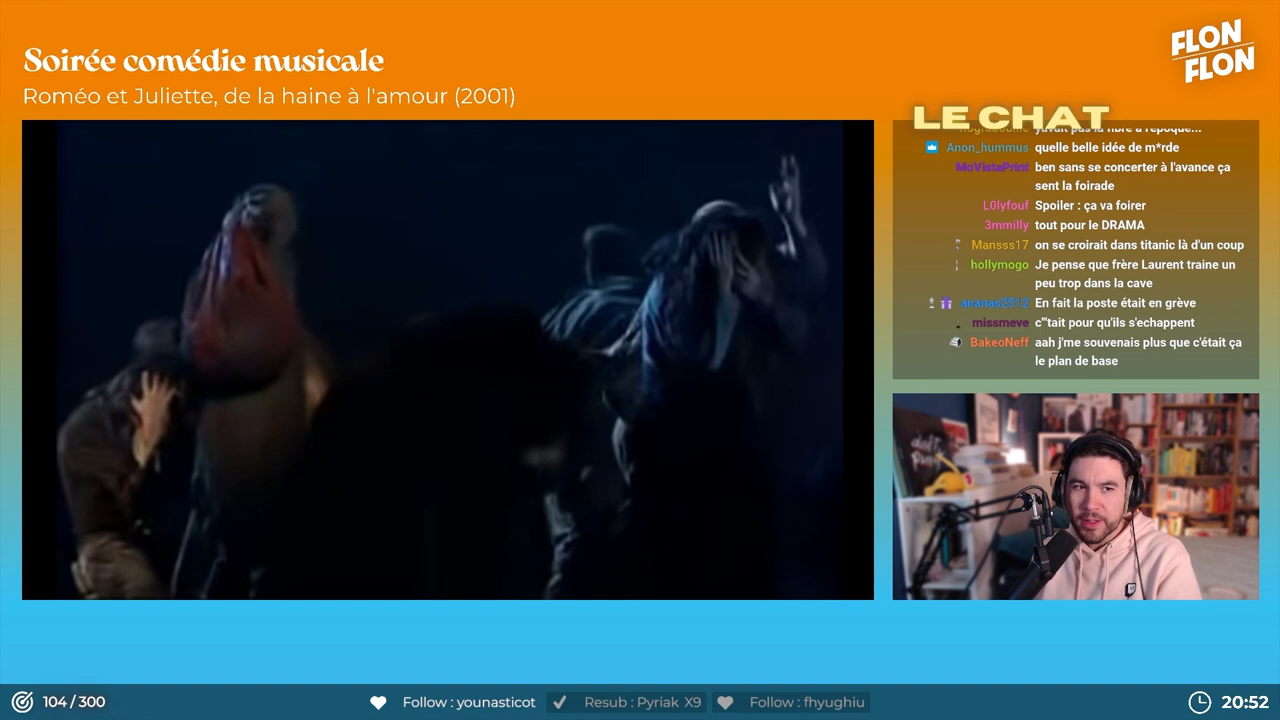 Soirée comédie musicale
Roméo et Juliette, de la haine à l'amour (2001)
FLON
FLON
LE CHAT
Anon_hummus quelle belle idée de m*rde
MoVistaPrint ben sans se concerter à l'avance ça
sent la foirade
L0lyfouf Spoiler : ça va foirer
3mmilly tout pour le DRAMA
Mansss17 on se croirait dans titanic là d'un coup
hollymogo Je pense que frère Laurent traine un
peu trop dans la cave
ananas2512 En fait la poste était en grève
missmeve c'"tait pour qu'ils s'echappent
BakeoNeff aah j'me souvenais plus que c'était ça
le plan de base
104 / 300
Follow : younasticot
Resub : Pyriak X9
Follow : fhyughiu
20:52